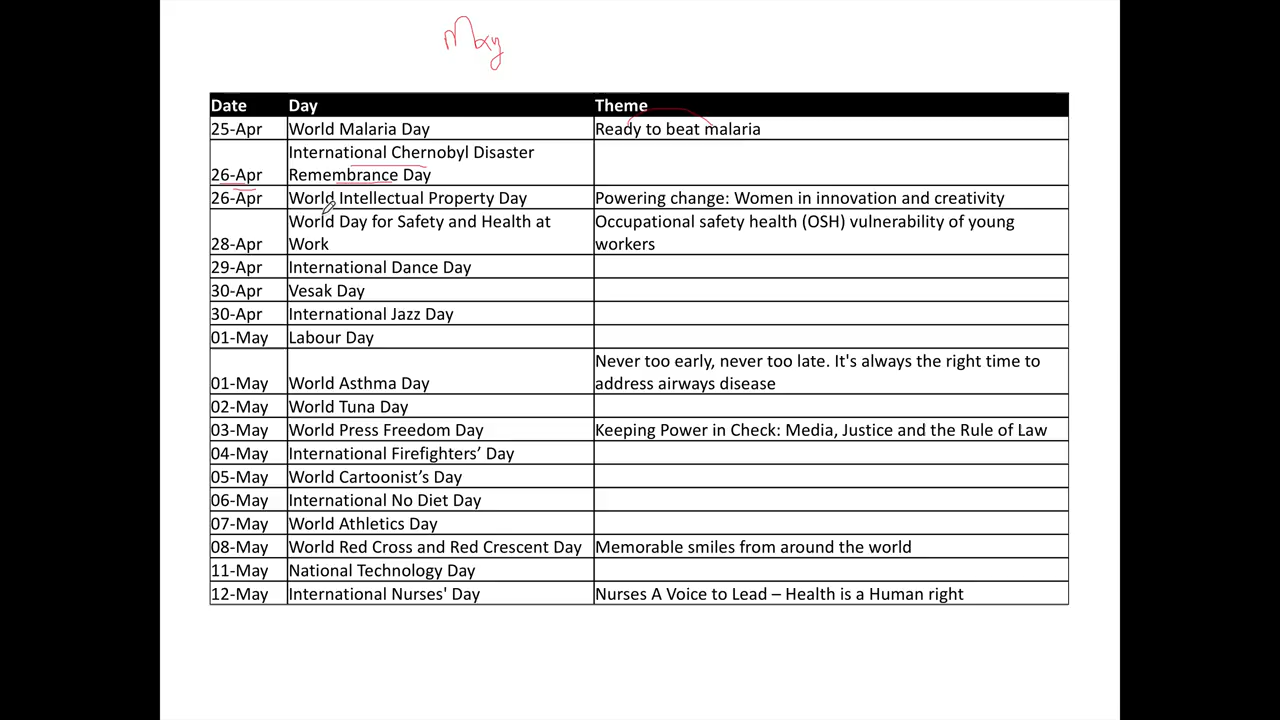 May
Date Day Theme
25-Apr World Malaria Day Ready to beat malaria
International Chernobyl Disaster
26-Apr Remembrance Day
26-Apr World Intellectual Property Day Powering change: Women in innovation and creativity
World Day for Safety and Health at Occupational safety health (OSH) vulnerability of young
28-Apr Work workers
29-Apr International Dance Day
30-Apr Vesak Day
30-Apr International Jazz Day
01-May Labour Day
Never too early, never too late. It's always the right time to
01-May World Asthma Day address airways disease
02-May World Tuna Day
03-May World Press Freedom Day Keeping Power in Check: Media, Justice and the Rule of Law
04-May International Firefighters’ Day
05-May World Cartoonist’s Day
06-May International No Diet Day
07-May World Athletics Day
08-May World Red Cross and Red Crescent Day Memorable smiles from around the world
11-May National Technology Day
12-May International Nurses' Day Nurses A Voice to Lead – Health is a Human right